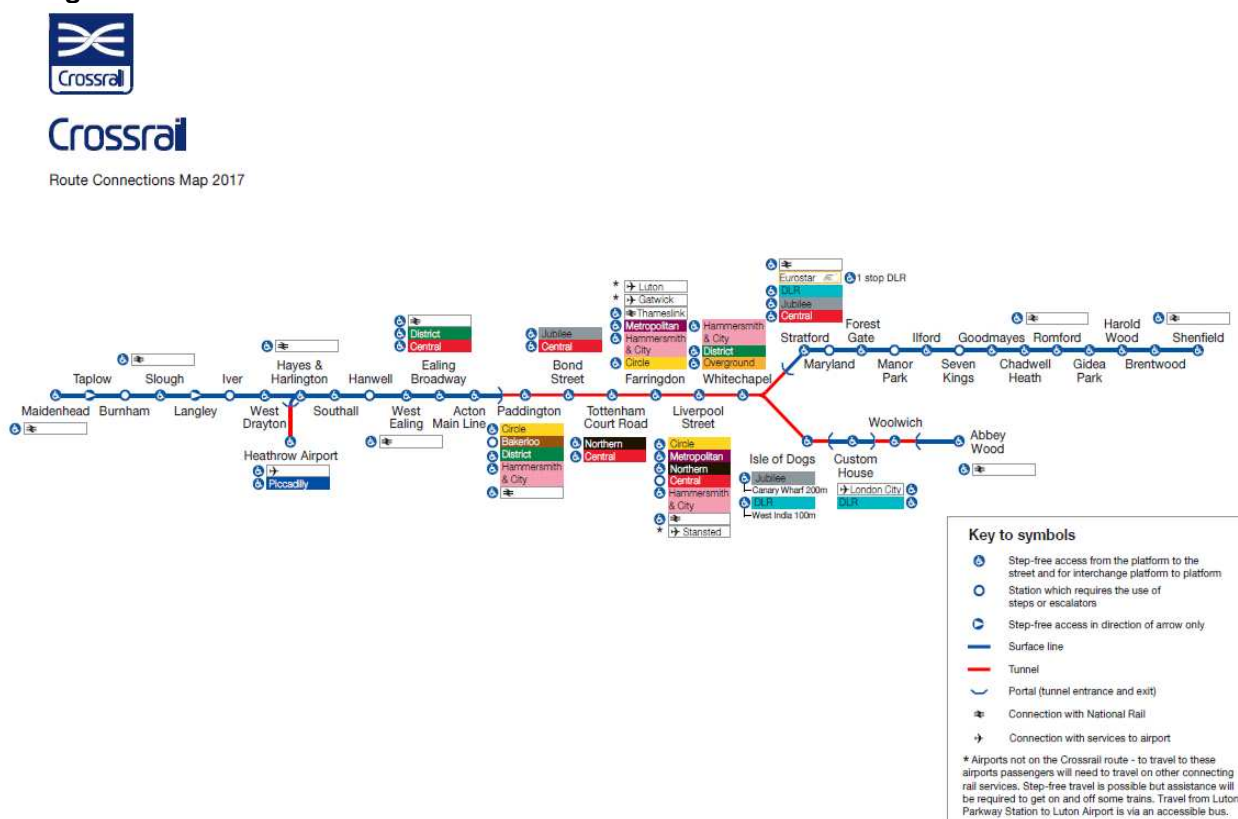 Crossrail
Crossrail
Route Connections Map 2017
* Luton
* Gatwick
Thameslink
Metropolitan
Hammersmith
& City
Circle
Hammersmith
& City
District
Overground
Eurostar
1 stop DLR
DLR
Jubilee
Central
District
Central
Jubilee
Central
Taplow
Slough
Iver
Hayes &
Harlington
Hanwell
Ealing
Broadway
Bond
Street
Farringdon
Whitechapel
Stratford
Forest
Gate
Ilford
Goodmayes
Romford
Harold
Wood
Shenfield
Maryland
Manor
Park
Seven
Kings
Chadwell
Heath
Gidea
Park
Brentwood
Maidenhead
Burnham
Langley
West
Drayton
Southall
West
Ealing
Acton
Main Line
Paddington
Tottenham
Court Road
Liverpool
Street
Heathrow Airport
Piccadilly
Circle
Bakerloo
District
Hammersmith
& City
Northern
Central
Circle
Metropolitan
Northern
Central
Hammersmith
& City
* Stansted
Isle of Dogs
Jubilee
Canary Wharf 200m
DLR
West India 100m
Custom
House
London City
DLR
Woolwich
Abbey
Wood
Key to symbols
Step-free access from the platform to the
street and for interchange platform to platform
Station which requires the use of
steps or escalators
Step-free access in direction of arrow only
Surface line
Tunnel
Portal (tunnel entrance and exit)
Connection with National Rail
Connection with services to airport
* Airports not on the Crossrail route - to travel to these
airports passengers will need to travel on other connecting
rail services. Step-free travel is possible but assistance will
be required to get on and off some trains. Travel from Luton
Parkway Station to Luton Airport is via an accessible bus.